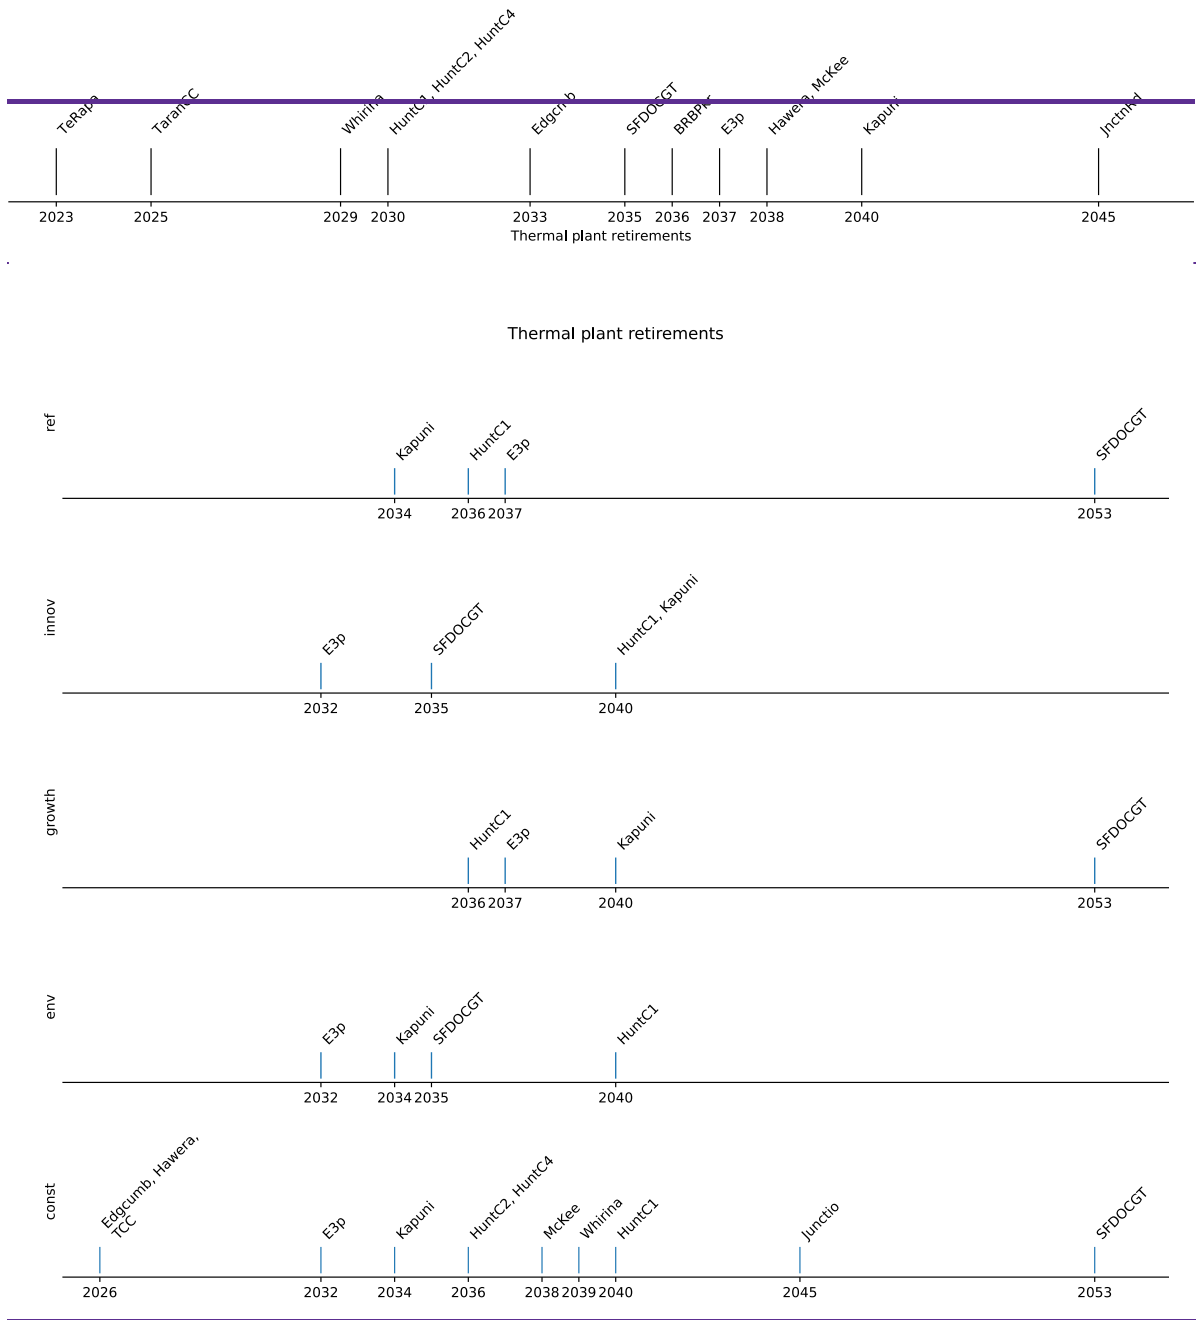 TeRapa
TaranCC
Whirina
HuntC1, HuntC2, HuntC4
SFDOCGT
E3p
Hawera, McKee
Kapuni
JnctnRd
2023 2025 2029 2030 2033 2035 2036 2037 2038 2040 2045
Thermal plant retirements
Thermal plant retirements
ref
Kapuni
HuntC1
E3p
SFDOCGT
2034 2036 2037 2053
innov
E3p
SFDOCGT
HuntC1, Kapuni
2032 2035 2040
growth
HuntC1
E3p
Kapuni
SFDOCGT
2036 2037 2040 2053
env
E3p
Kapuni
SFDOCGT
HuntC1
2032 2034 2035 2040
const
Edgcumb, Hawera,
TCC
E3p
Kapuni
HuntC2, HuntC4
McKee
Whirina
HuntC1
Junctio
SFDOCGT
2026 2032 2034 2036 2038 2039 2040 2045 2053